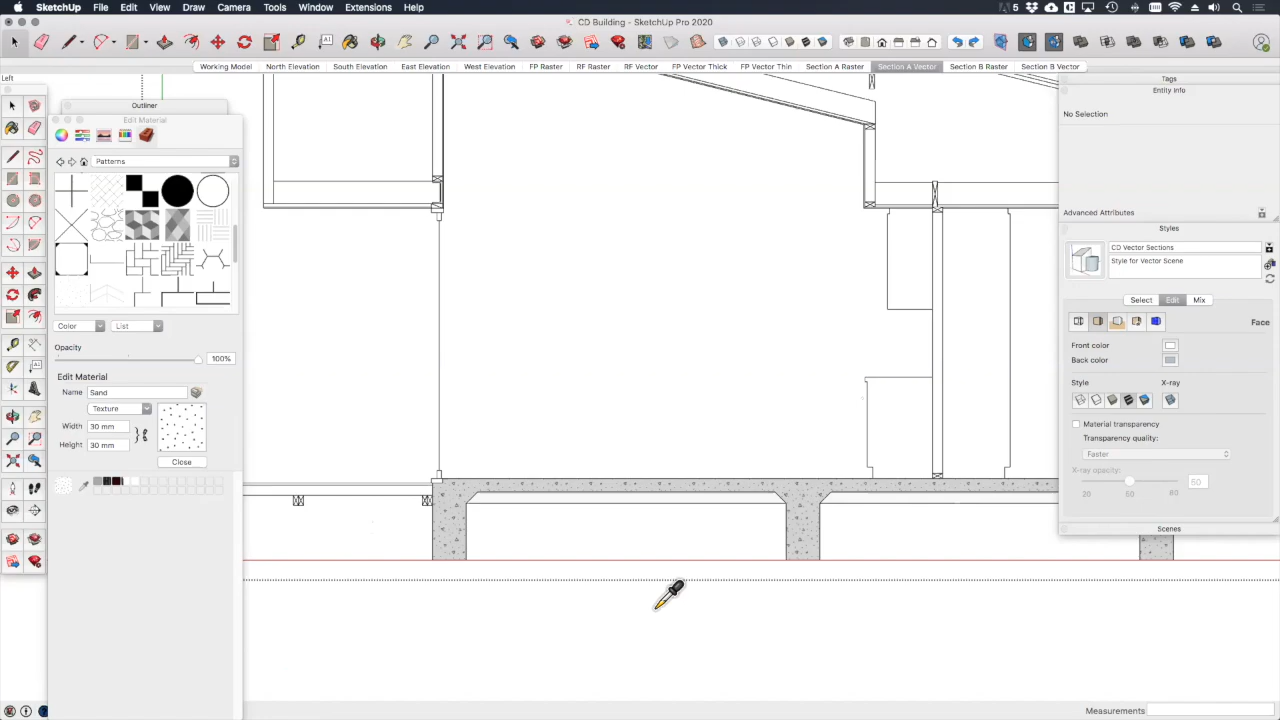 SketchUp File Edit View Draw Camera Tools Window Extensions Help
5
CD Building - SketchUp Pro 2020
Working Model North Elevation South Elevation East Elevation West Elevation FP Raster RF Raster RF Vector FP Vector Thick FP Vector Thin Section A Raster Section A Vector Section B Raster Section B Vector
Left
Outliner
Edit Material
Patterns
Color List
Opacity
100%
Edit Material
Name Sand
Texture
Width 30 mm
Height 30 mm
Close
Tags
Entity Info
No Selection
Advanced Attributes
Styles
CD Vector Sections
Style for Vector Scene
Select Edit Mix
Face
Front color
Back color
Style X-ray
Material transparency
Transparency quality:
Faster
X-ray opacity: 50
20 50 80
Scenes
Measurements